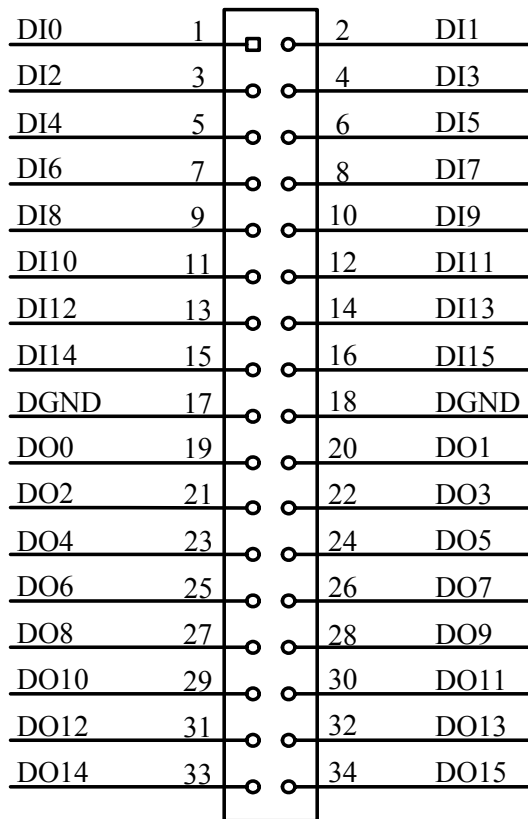 DI0 1 2 DI1
DI2 3 4 DI3
DI4 5 6 DI5
DI6 7 8 DI7
DI8 9 10 DI9
DI10 11 12 DI11
DI12 13 14 DI13
DI14 15 16 DI15
DGND 17 18 DGND
DO0 19 20 DO1
DO2 21 22 DO3
DO4 23 24 DO5
DO6 25 26 DO7
DO8 27 28 DO9
DO10 29 30 DO11
DO12 31 32 DO13
DO14 33 34 DO15